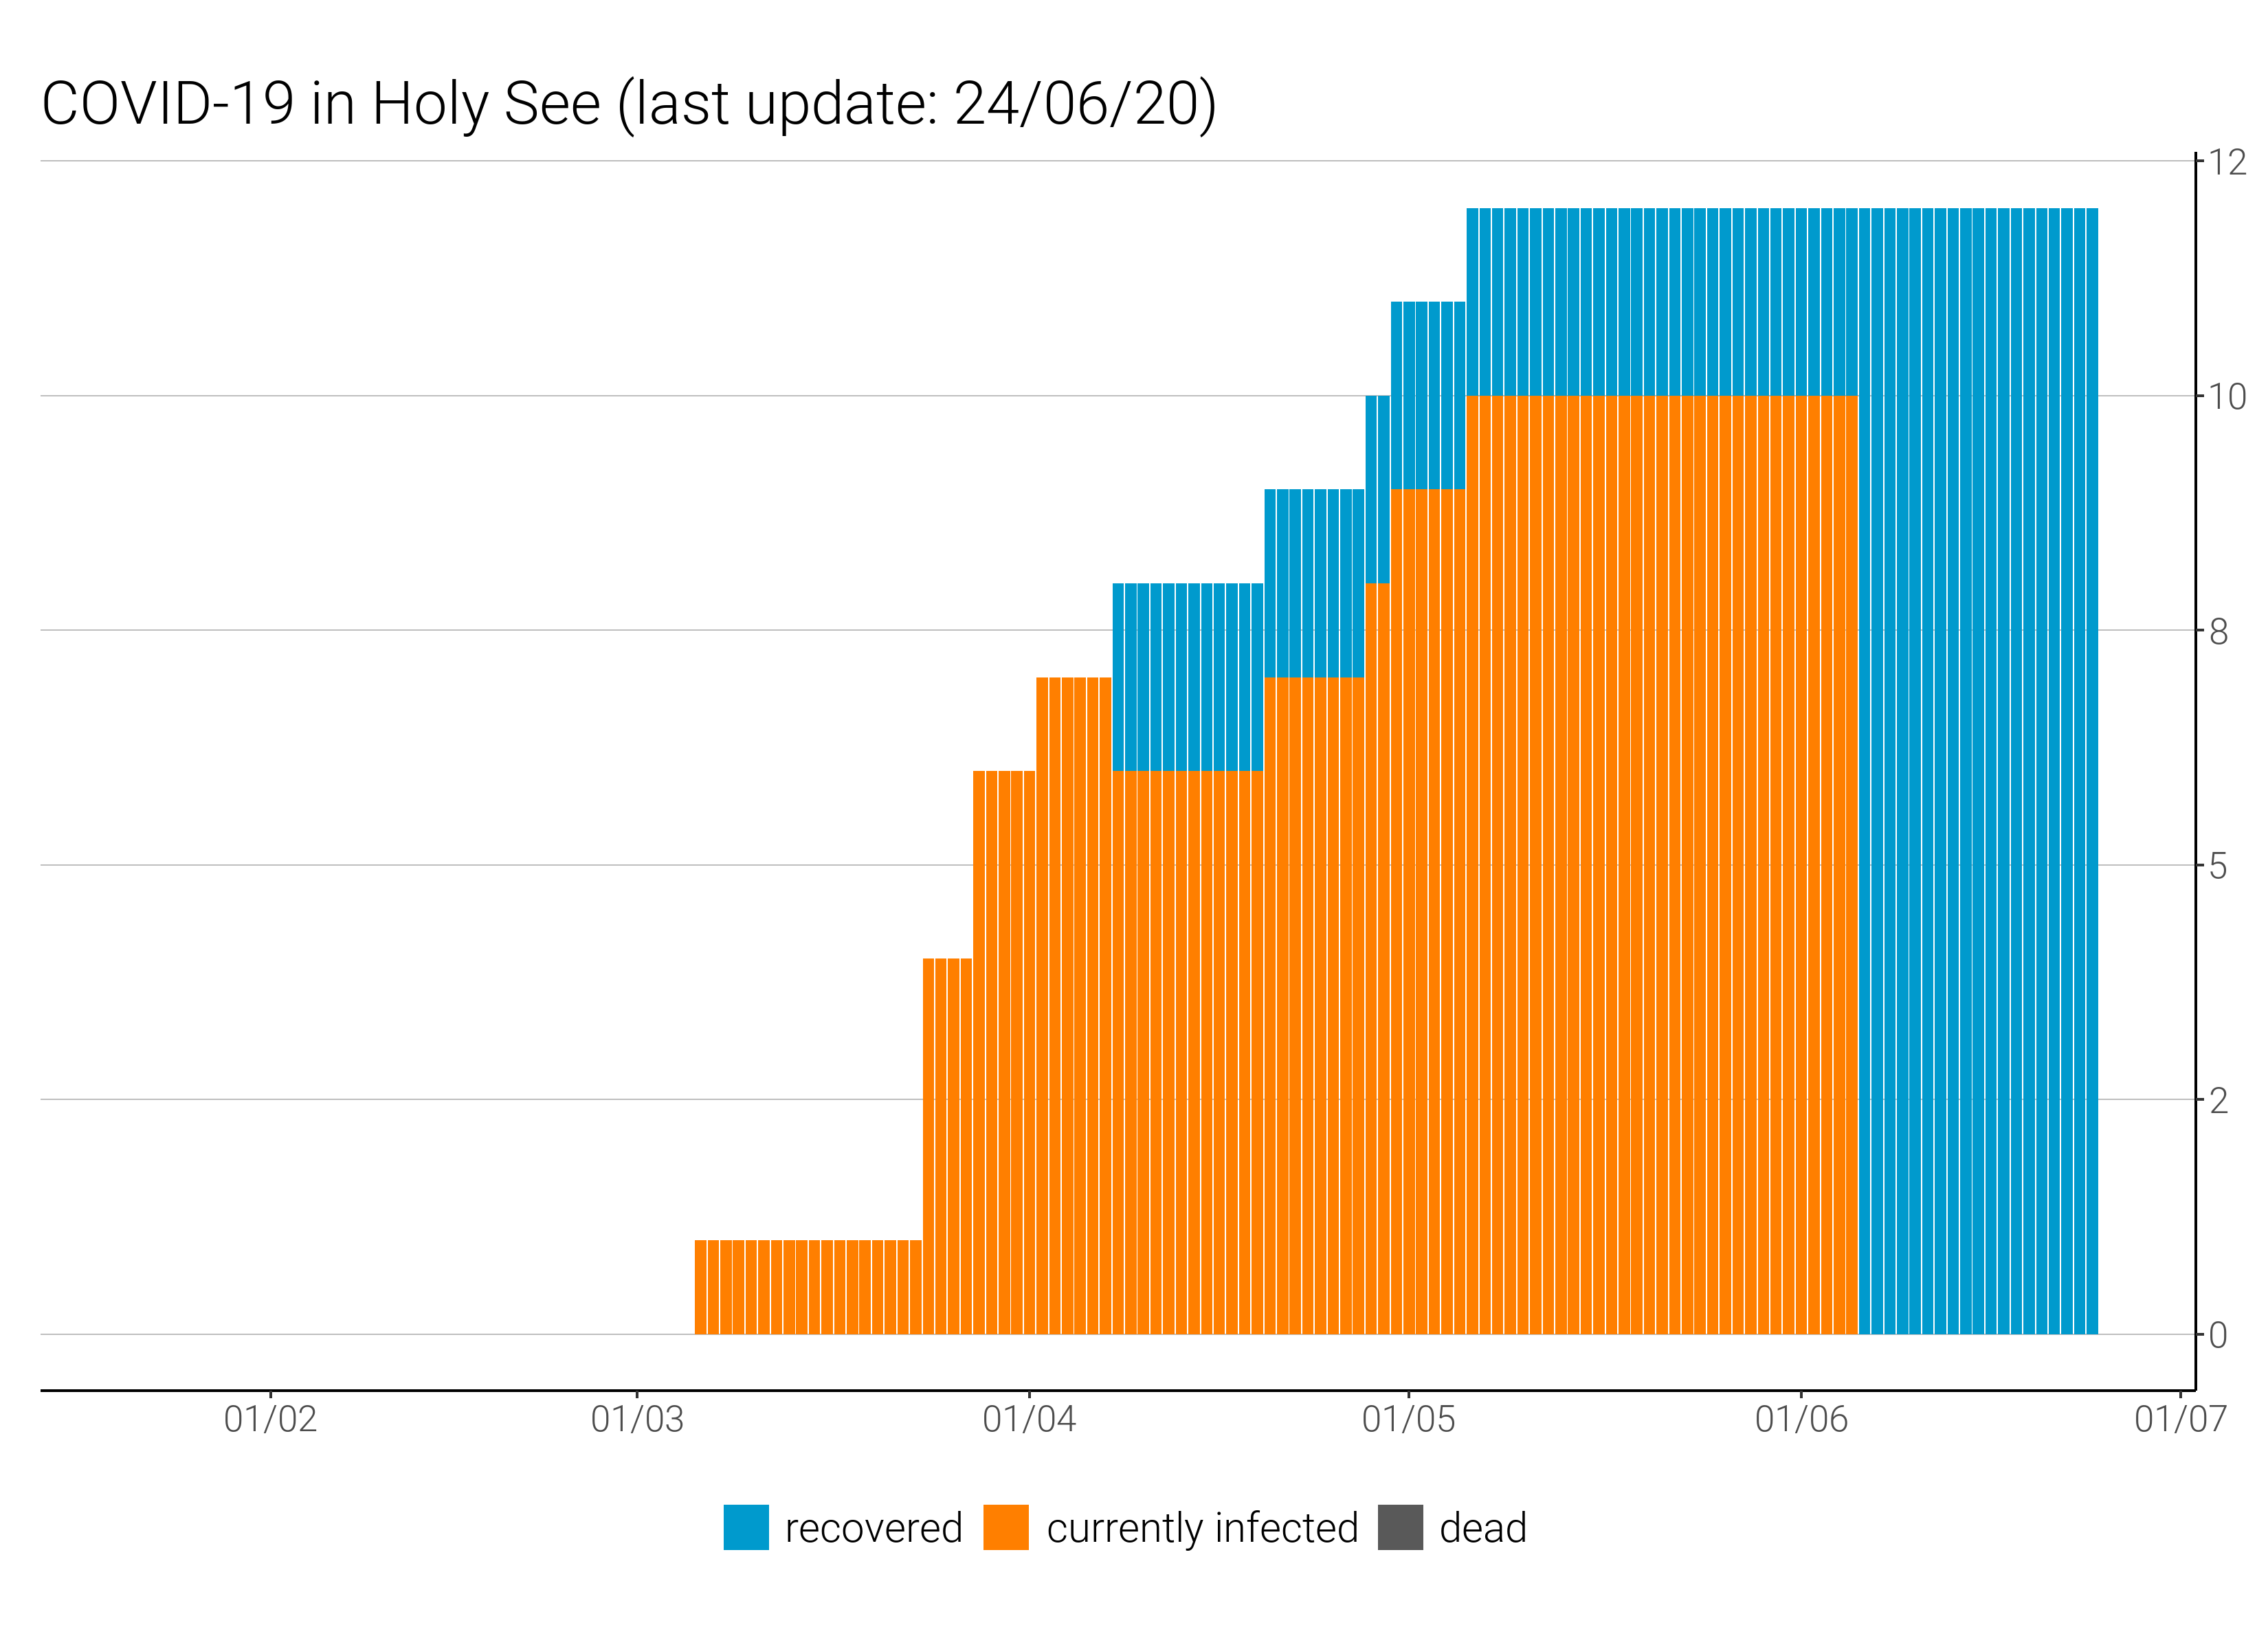 COVID-19 in Holy See (last update: 24/06/20)
12
10
8
5
2
0
01/02 01/03 01/04 01/05 01/06 01/07
recovered currently infected dead